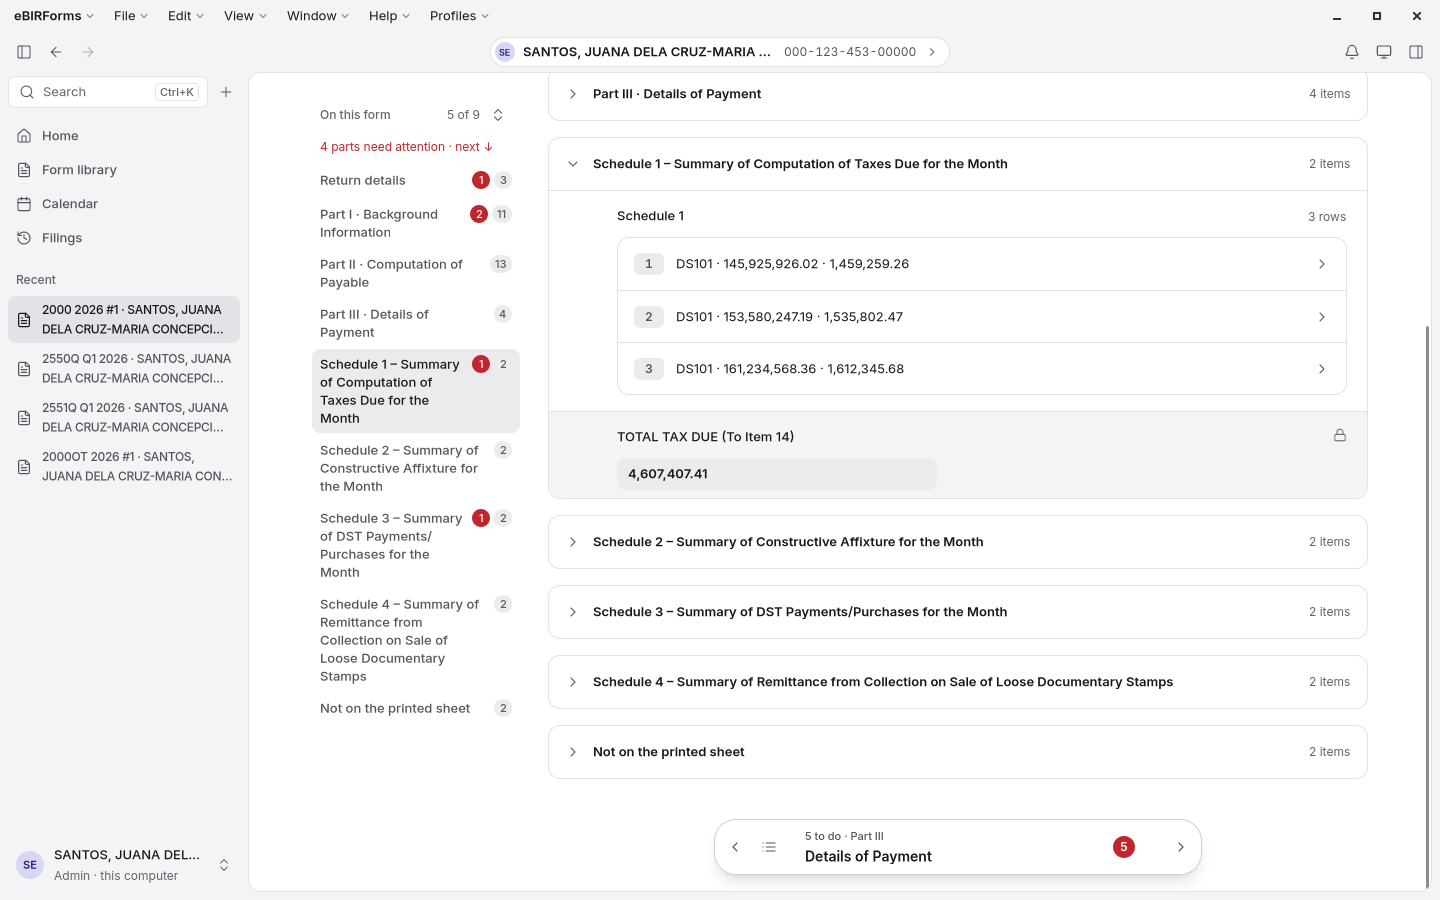 eBIRForms File Edit View Window Help Profiles
SE SANTOS, JUANA DELA CRUZ-MARIA ... 000-123-453-00000
Search Ctrl+K
Home
Form library
Calendar
Filings
Recent
2000 2026 #1 · SANTOS, JUANA
DELA CRUZ-MARIA CONCEPCI...
2550Q Q1 2026 · SANTOS, JUANA
DELA CRUZ-MARIA CONCEPCI...
2551Q Q1 2026 · SANTOS, JUANA
DELA CRUZ-MARIA CONCEPCI...
2000OT 2026 #1 · SANTOS,
JUANA DELA CRUZ-MARIA CON...
SE SANTOS, JUANA DEL...
Admin · this computer
On this form 5 of 9
4 parts need attention · next ↓
Return details 1 3
Part I · Background 2 11
Information
Part II · Computation of 13
Payable
Part III · Details of 4
Payment
Schedule 1 – Summary 1 2
of Computation of
Taxes Due for the
Month
Schedule 2 – Summary of 2
Constructive Affixture for
the Month
Schedule 3 – Summary 1 2
of DST Payments/
Purchases for the
Month
Schedule 4 – Summary of 2
Remittance from
Collection on Sale of
Loose Documentary
Stamps
Not on the printed sheet 2
Part III · Details of Payment 4 items
Schedule 1 – Summary of Computation of Taxes Due for the Month 2 items
Schedule 1 3 rows
1 DS101 · 145,925,926.02 · 1,459,259.26
2 DS101 · 153,580,247.19 · 1,535,802.47
3 DS101 · 161,234,568.36 · 1,612,345.68
TOTAL TAX DUE (To Item 14)
4,607,407.41
Schedule 2 – Summary of Constructive Affixture for the Month 2 items
Schedule 3 – Summary of DST Payments/Purchases for the Month 2 items
Schedule 4 – Summary of Remittance from Collection on Sale of Loose Documentary Stamps 2 items
Not on the printed sheet 2 items
5 to do · Part III
Details of Payment 5